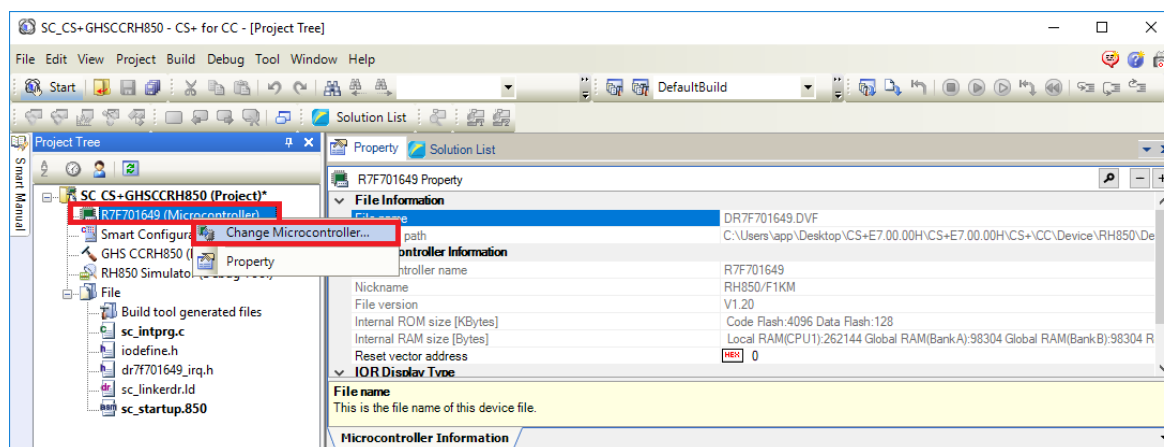 SC_CS+GHSCCRH850 - CS+ for CC - [Project Tree]
File Edit View Project Build Debug Tool Window Help
Start DefaultBuild
Solution List
Project Tree
Property Solution List
Smart Manual
R7F701649 Property
SC CS+GHSCCRH850 (Project)*
File Information
R7F701649 (Microcontroller)
File name DR7F701649.DVF
Smart Configura
Change Microcontroller...
path C:\Users\app\Desktop\CS+E7.00.00H\CS+E7.00.00H\CS+\CC\Device\RH850\De
GHS CCRH850 (
Property
ontroller Information
RH850 Simulator (Debug Tool)
ontroller name R7F701649
File
Nickname RH850/F1KM
Build tool generated files
File version V1.20
sc_intprg.c
Internal ROM size [KBytes] Code Flash:4096 Data Flash:128
iodefine.h
Internal RAM size [Bytes] Local RAM(CPU1):262144 Global RAM(BankA):98304 Global RAM(BankB):98304 R
dr7f701649_irq.h
Reset vector address HEX 0
sc_linkerdr.ld
IOR Display Type
sc_startup.850
File name
This is the file name of this device file.
Microcontroller Information